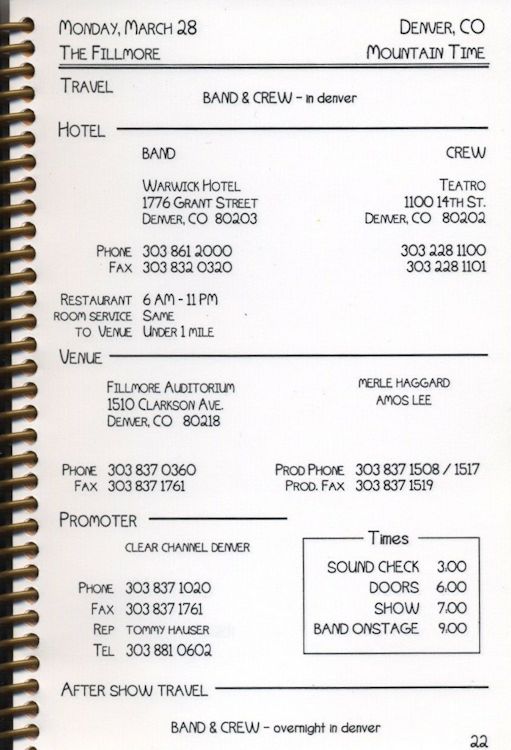 Monday, March 28 Denver, CO
The Fillmore Mountain Time
Travel
BAND & CREW - in denver
Hotel
BAND CREW
Warwick Hotel Teatro
1776 Grant Street 1100 14th St.
Denver, CO 80203 Denver, CO 80202
Phone 303 861 2000 303 228 1100
Fax 303 832 0320 303 228 1101
Restaurant 6 AM - 11 PM
room service Same
to Venue Under 1 mile
Venue
Fillmore Auditorium MERLE HAGGARD
1510 Clarkson Ave. AMOS LEE
Denver, CO 80218
Phone 303 837 0360 Prod Phone 303 837 1508 / 1517
Fax 303 837 1761 Prod. Fax 303 837 1519
Promoter
CLEAR CHANNEL DENVER
Times
SOUND CHECK 3:00
Phone 303 837 1020 DOORS 6:00
Fax 303 837 1761 SHOW 7:00
Rep TOMMY HAUSER BAND ONSTAGE 9:00
Tel 303 881 0602
After Show Travel
BAND & CREW - overnight in denver
22